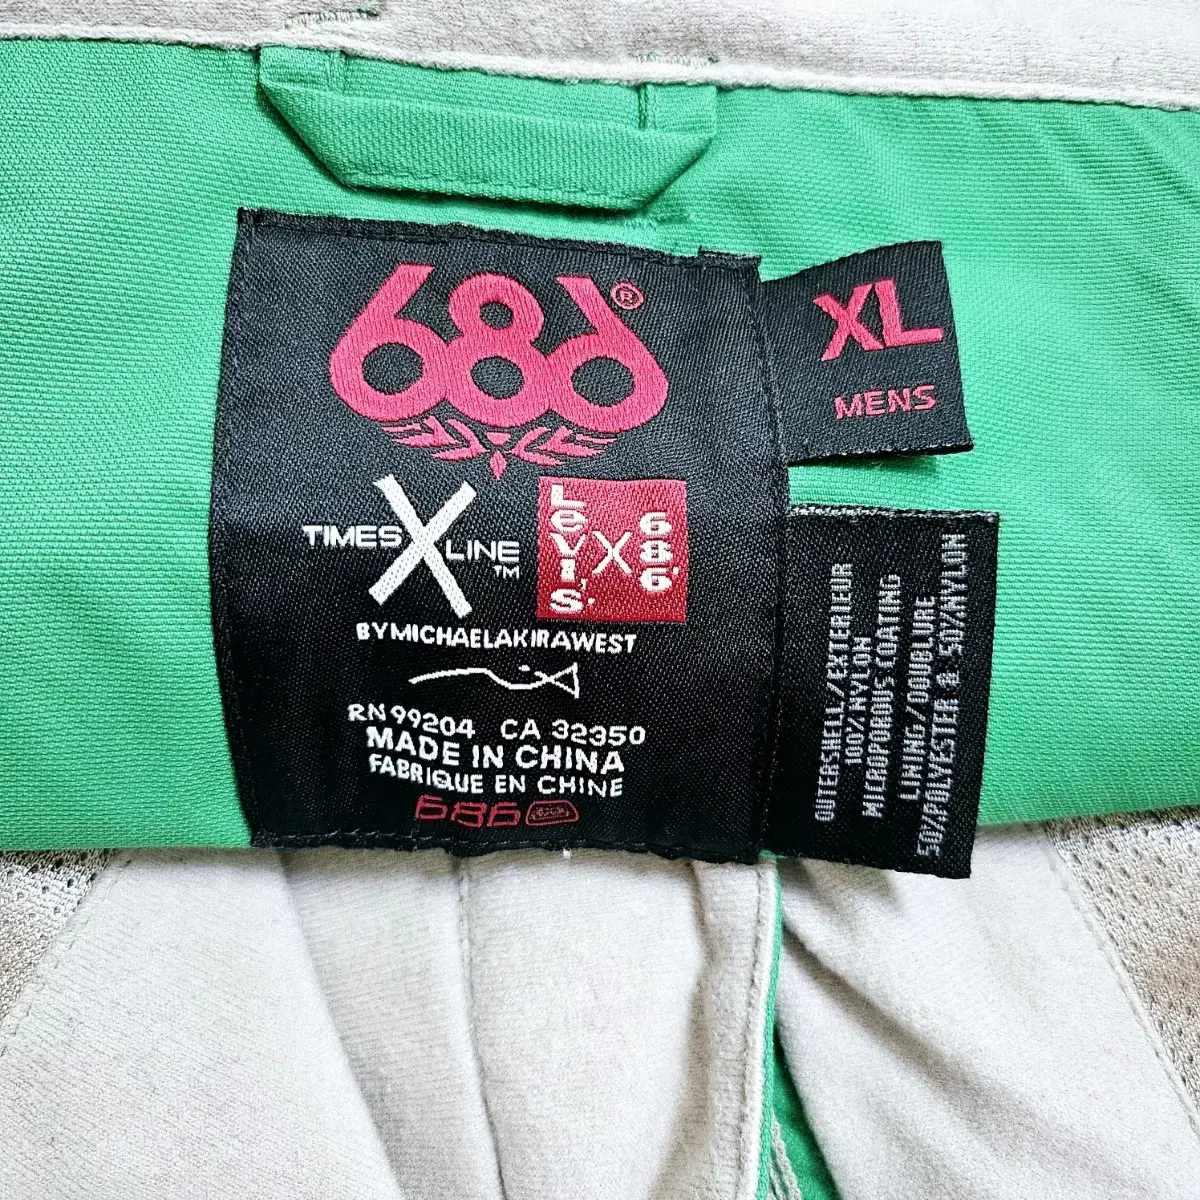 686®
TIMES X LINE™
Levi's X 686
BYMICHAELAKIRAWEST
RN 99204 CA 32350
MADE IN CHINA
FABRIQUE EN CHINE
686
XL
MENS
OUTERSHELL/EXTERIEUR
100% NYLON
MICROPOROUS COATING
LINING/DOUBLURE
50%POLYESTER & 50%NYLON